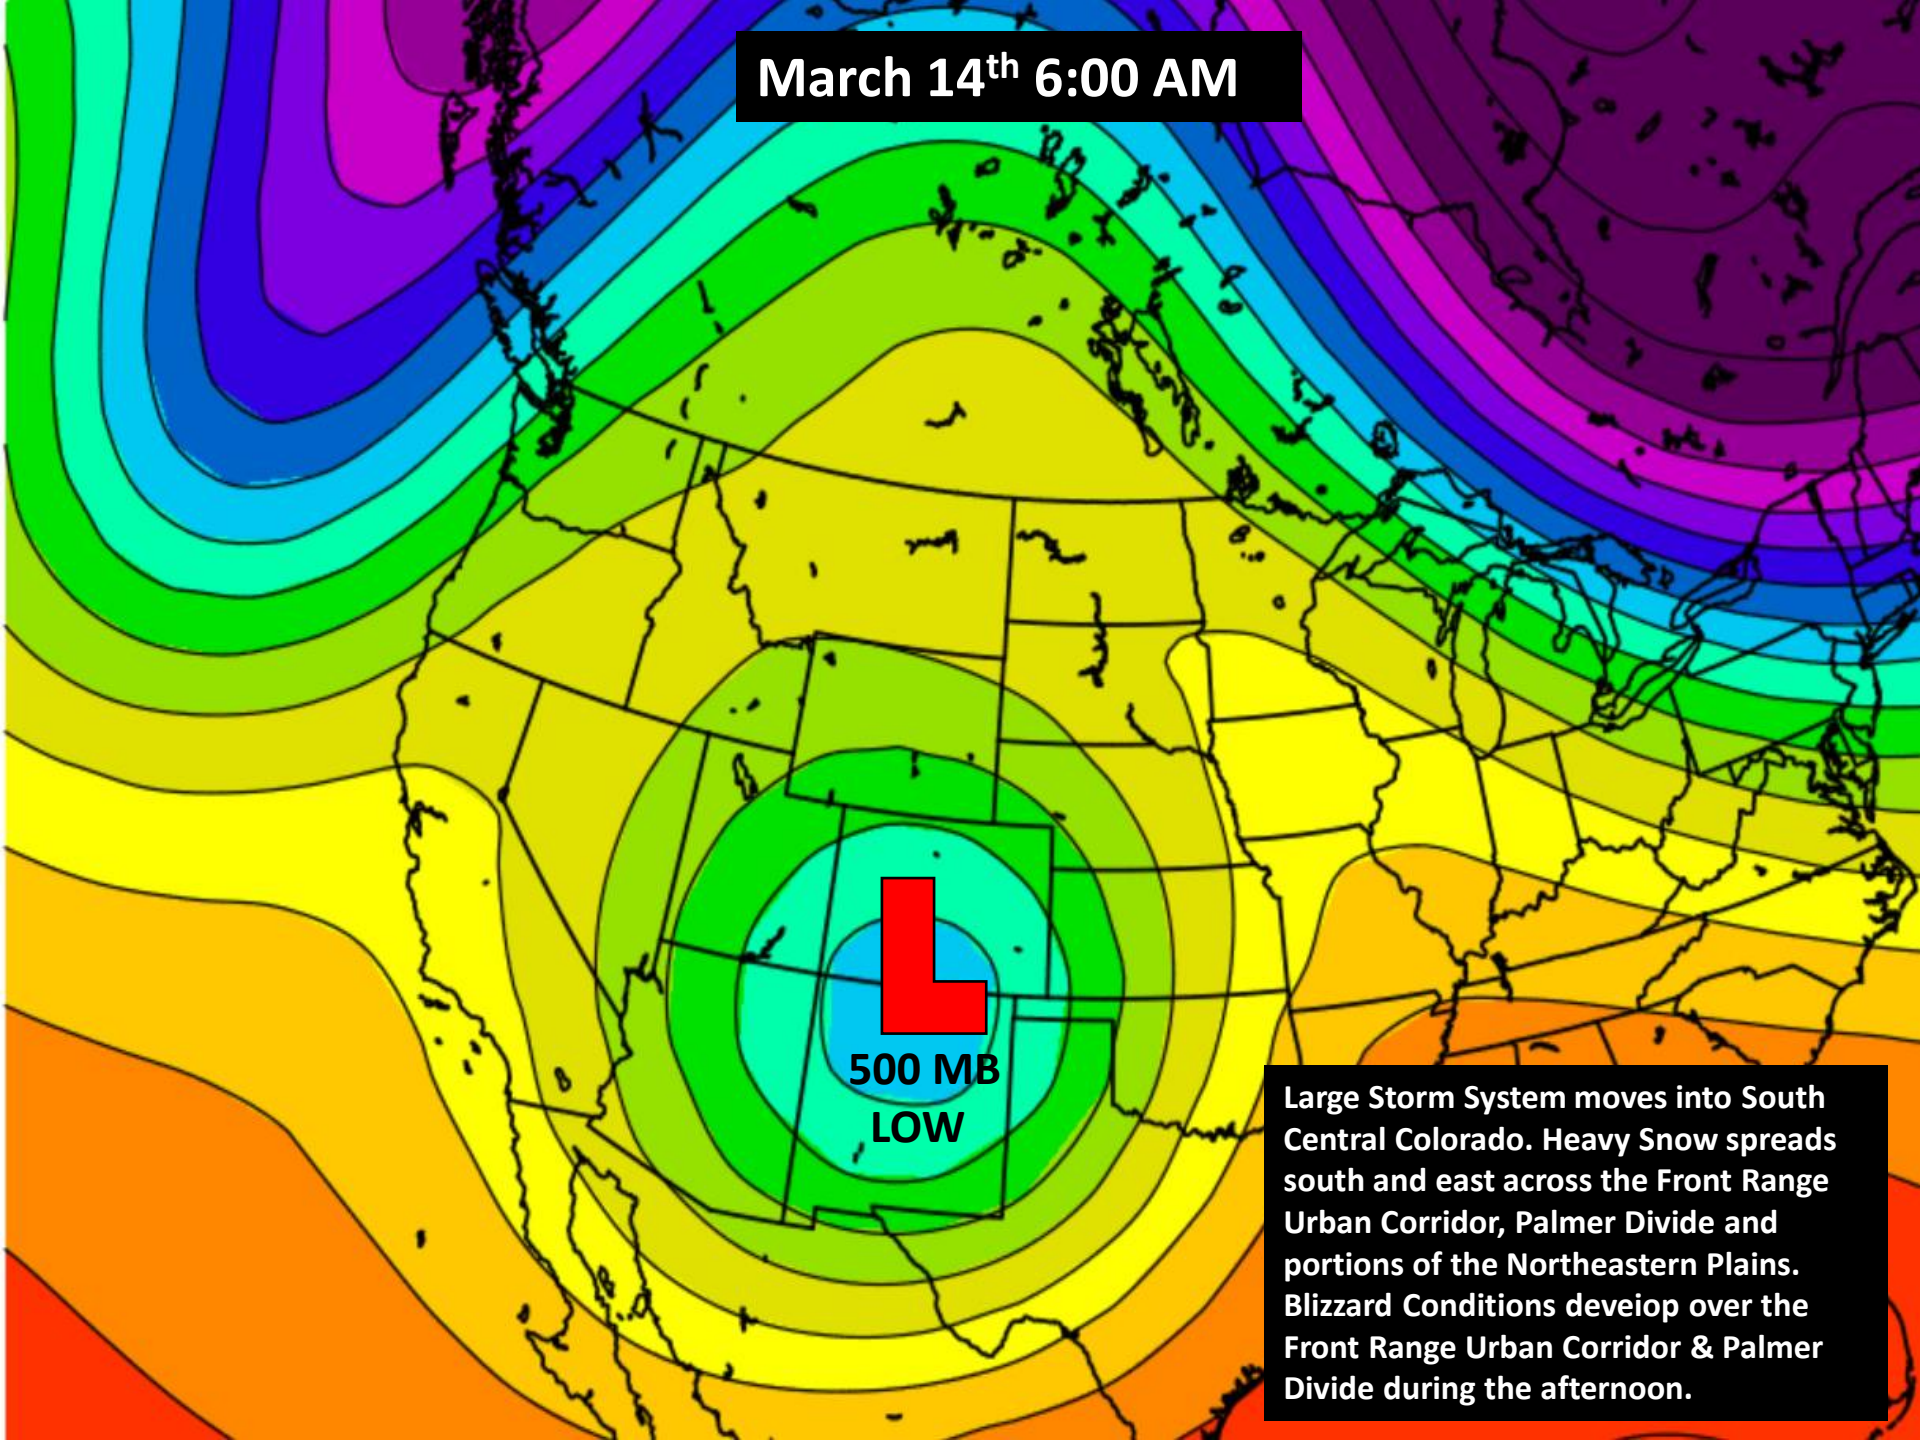 March 14th 6:00 AM
L
500 MB
LOW
Large Storm System moves into South
Central Colorado. Heavy Snow spreads
south and east across the Front Range
Urban Corridor, Palmer Divide and
portions of the Northeastern Plains.
Blizzard Conditions deveiop over the
Front Range Urban Corridor & Palmer
Divide during the afternoon.